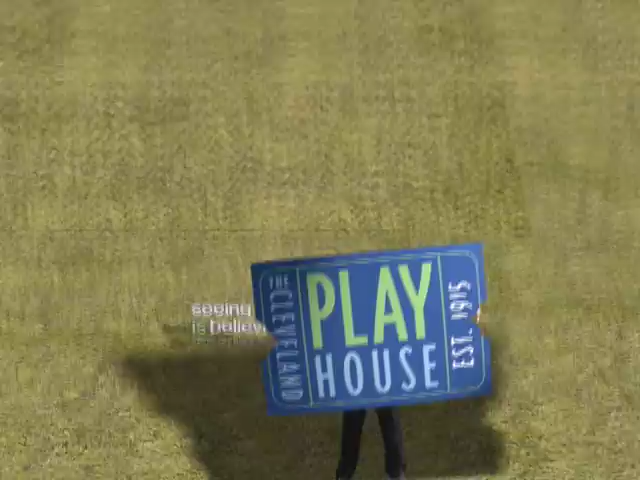 seeing
is
THE CLEVELAND
PLAY
HOUSE
EST. 1915